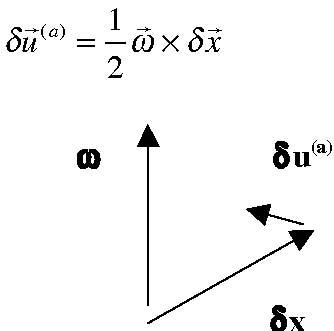 δu⃗⁽ᵃ⁾ = 1/2 ω⃗ × δx⃗
ω
δu⁽ᵃ⁾
δx